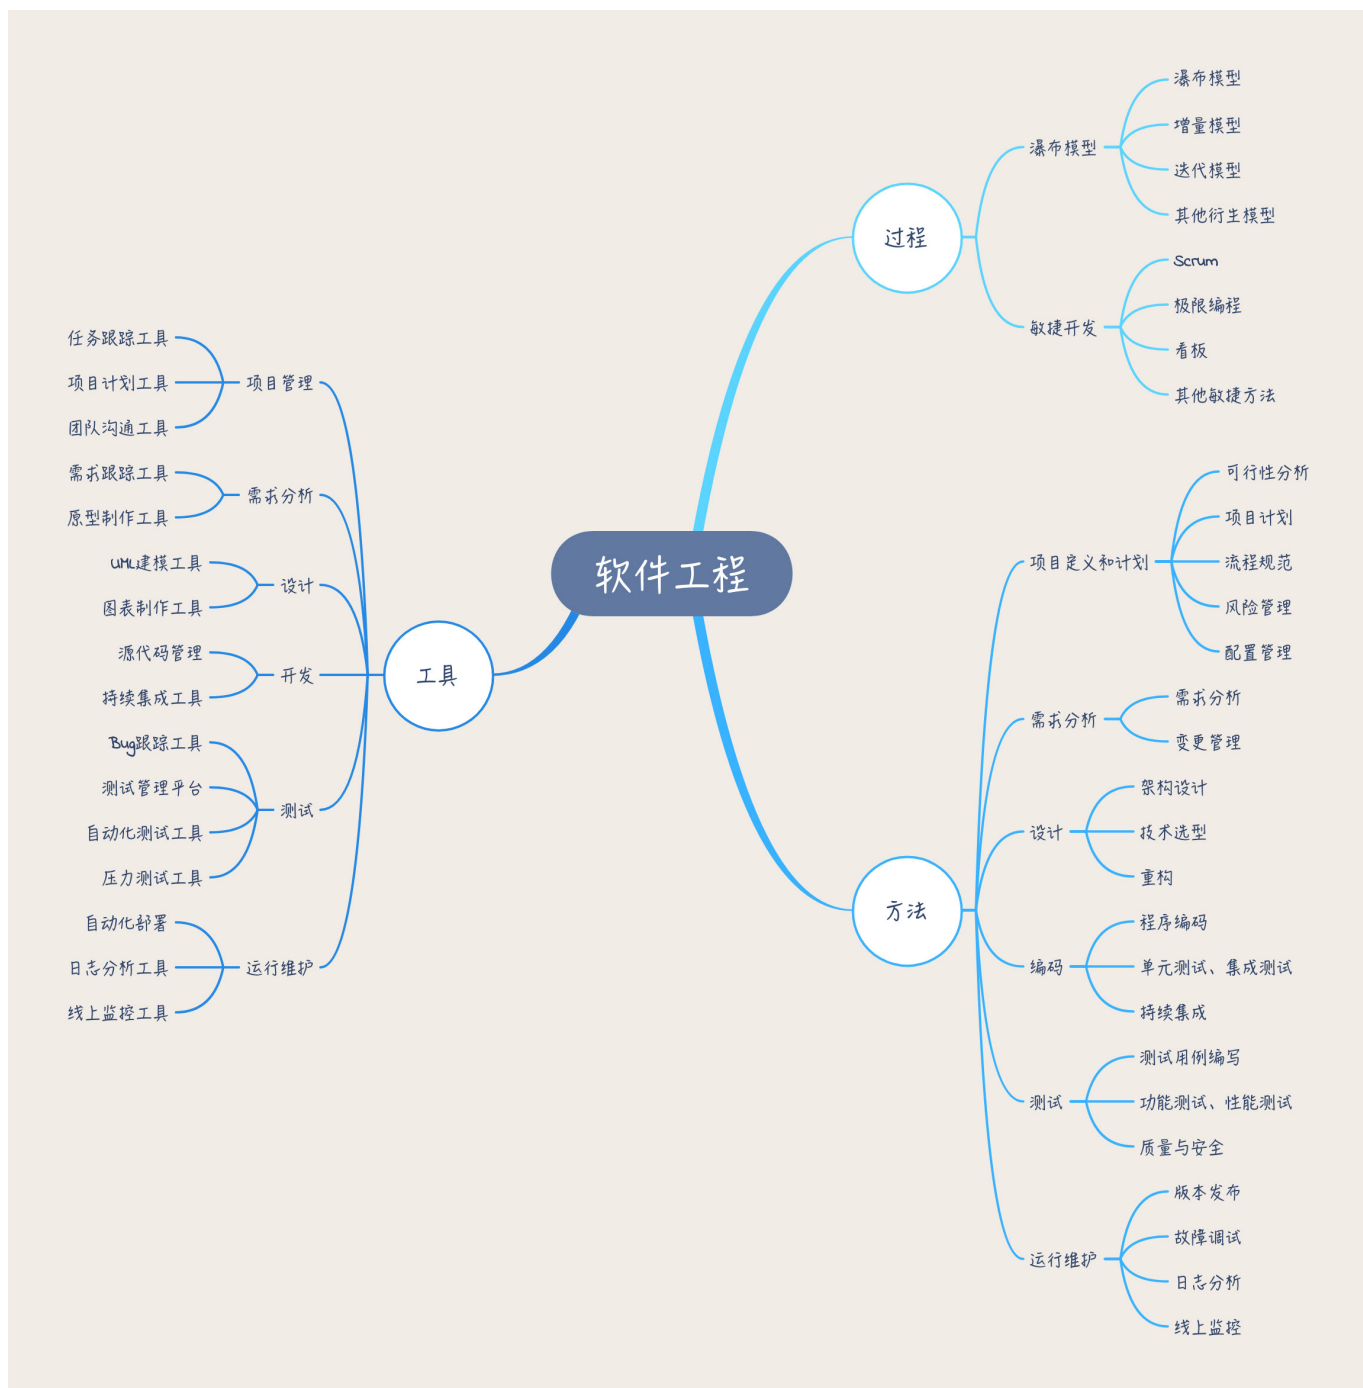 软件工程
过程
瀑布模型
瀑布模型
增量模型
迭代模型
其他衍生模型
敏捷开发
Scrum
极限编程
看板
其他敏捷方法
方法
项目定义和计划
可行性分析
项目计划
流程规范
风险管理
配置管理
需求分析
需求分析
变更管理
设计
架构设计
技术选型
重构
编码
程序编码
单元测试、集成测试
持续集成
测试
测试用例编写
功能测试、性能测试
质量与安全
运行维护
版本发布
故障调试
日志分析
线上监控
工具
项目管理
任务跟踪工具
项目计划工具
团队沟通工具
需求分析
需求跟踪工具
原型制作工具
设计
UML建模工具
图表制作工具
开发
源代码管理
持续集成工具
测试
Bug跟踪工具
测试管理平台
自动化测试工具
压力测试工具
运行维护
自动化部署
日志分析工具
线上监控工具